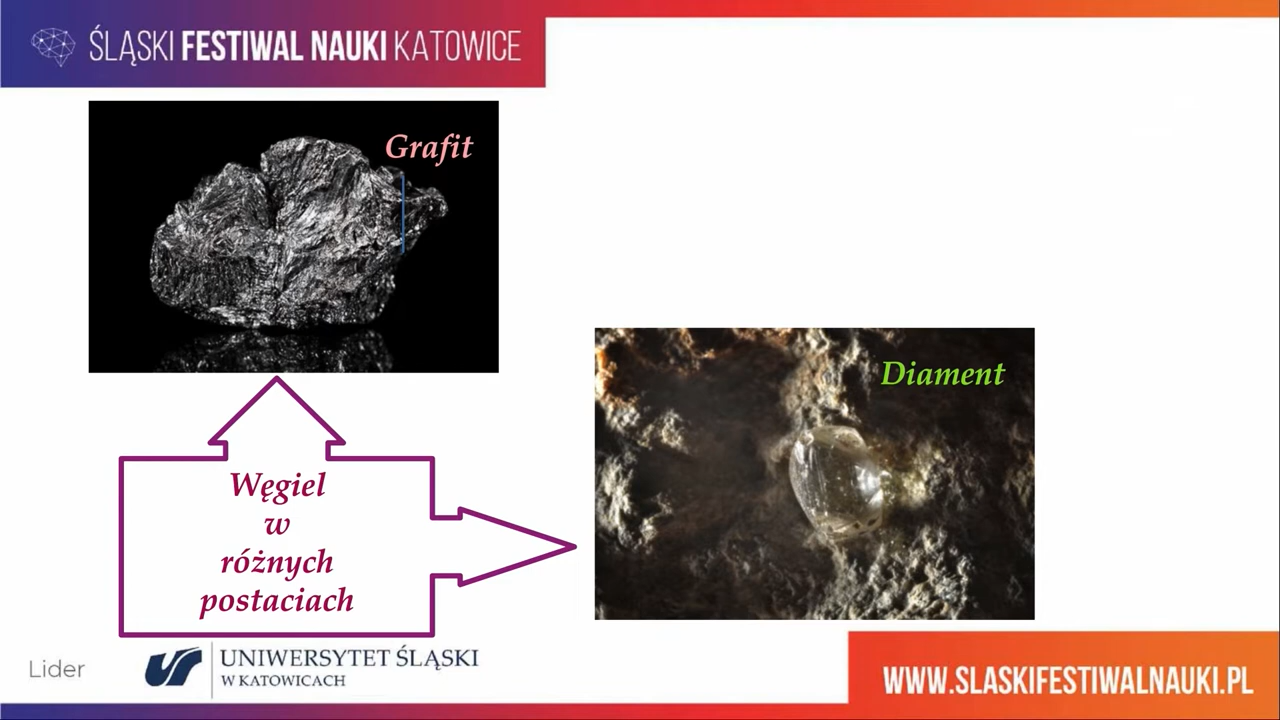 ŚLĄSKI FESTIWAL NAUKI KATOWICE
Grafit
Diament
Węgiel
w
różnych
postaciach
Lider
UNIWERSYTET ŚLĄSKI
W KATOWICACH
WWW.SLASKIFESTIWALNAUKI.PL